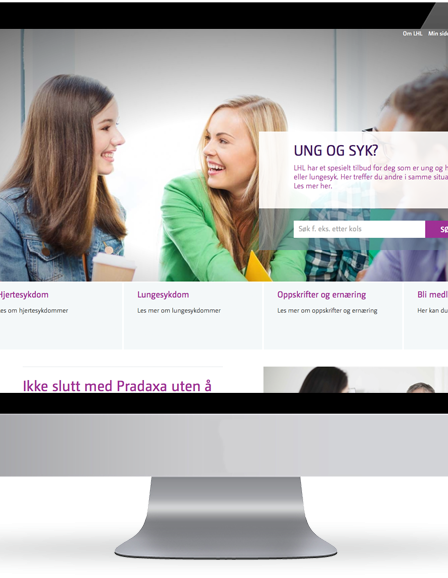 Om LHL Min side
UNG OG SYK?
LHL har et spesielt tilbud for deg som er ung og h
eller lungesyk. Her treffer du andre i samme situa
Les mer her.
Søk f. eks. etter kols
SØ
Hjertesykdom
Lungesykdom
Oppskrifter og ernæring
Bli medl
es om hjertesykdommer
Les mer om lungesykdommer
Les mer om oppskrifter og ernæring
Her kan du
Ikke slutt med Pradaxa uten å